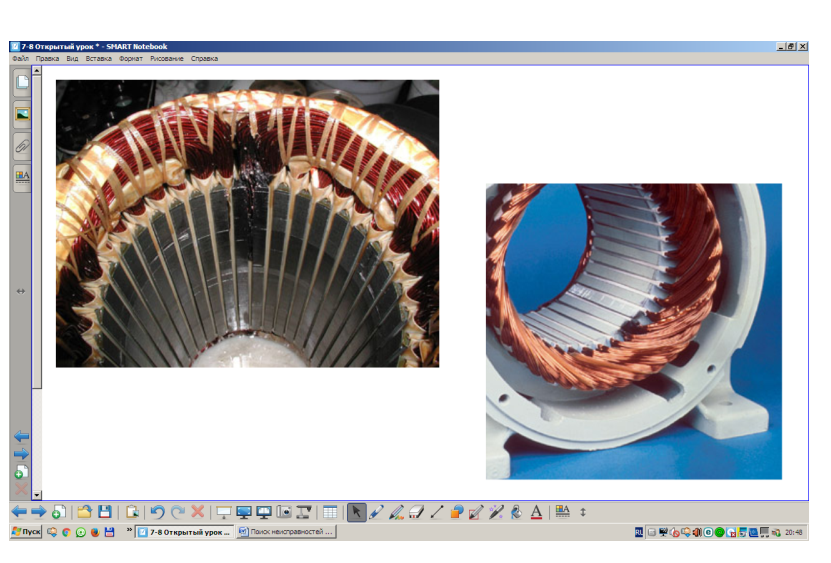 7-8 Открытый урок * - SMART Notebook
Файл Правка Вид Вставка Формат Рисование Справка
A
A
A
Пуск
»
7-8 Открытый урок ...
Поиск неисправностей ...
RU
20:48